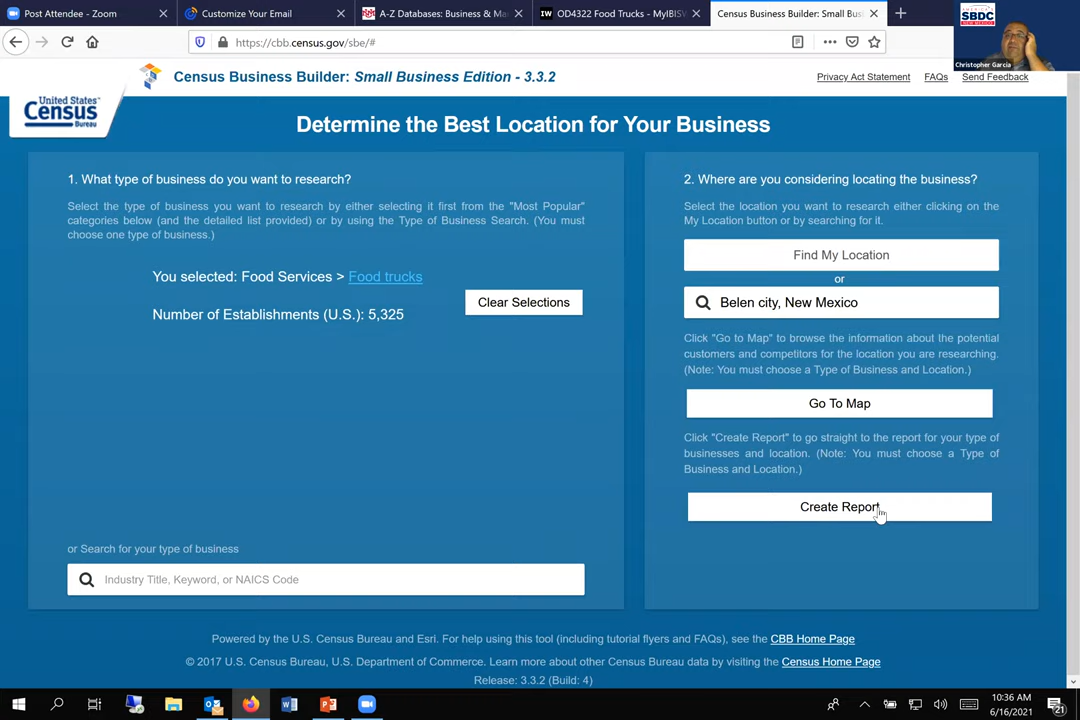 Post Attendee - Zoom
Customize Your Email
A-Z Databases: Business & Ma
OD4322 Food Trucks - MyIBISW
Census Business Builder: Small Busi
https://cbb.census.gov/sbe/#
AMERICA'S
SBDC
NEW MEXICO
Christopher Garcia
Census Business Builder: Small Business Edition - 3.3.2
Privacy Act Statement
FAQs
Send Feedback
United States
Census
Bureau
Determine the Best Location for Your Business
1. What type of business do you want to research?
Select the type of business you want to research by either selecting it first from the "Most Popular"
categories below (and the detailed list provided) or by using the Type of Business Search. (You must
choose one type of business.)
You selected: Food Services > Food trucks
Clear Selections
Number of Establishments (U.S.): 5,325
or Search for your type of business
Industry Title, Keyword, or NAICS Code
2. Where are you considering locating the business?
Select the location you want to research either clicking on the
My Location button or by searching for it.
Find My Location
or
Belen city, New Mexico
Click "Go to Map" to browse the information about the potential
customers and competitors for the location you are researching.
(Note: You must choose a Type of Business and Location.)
Go To Map
Click "Create Report" to go straight to the report for your type of
businesses and location. (Note: You must choose a Type of
Business and Location.)
Create Report
Powered by the U.S. Census Bureau and Esri. For help using this tool (including tutorial flyers and FAQs), see the CBB Home Page
© 2017 U.S. Census Bureau, U.S. Department of Commerce. Learn more about other Census Bureau data by visiting the Census Home Page
Release: 3.3.2 (Build: 4)
10:36 AM
6/16/2021
21